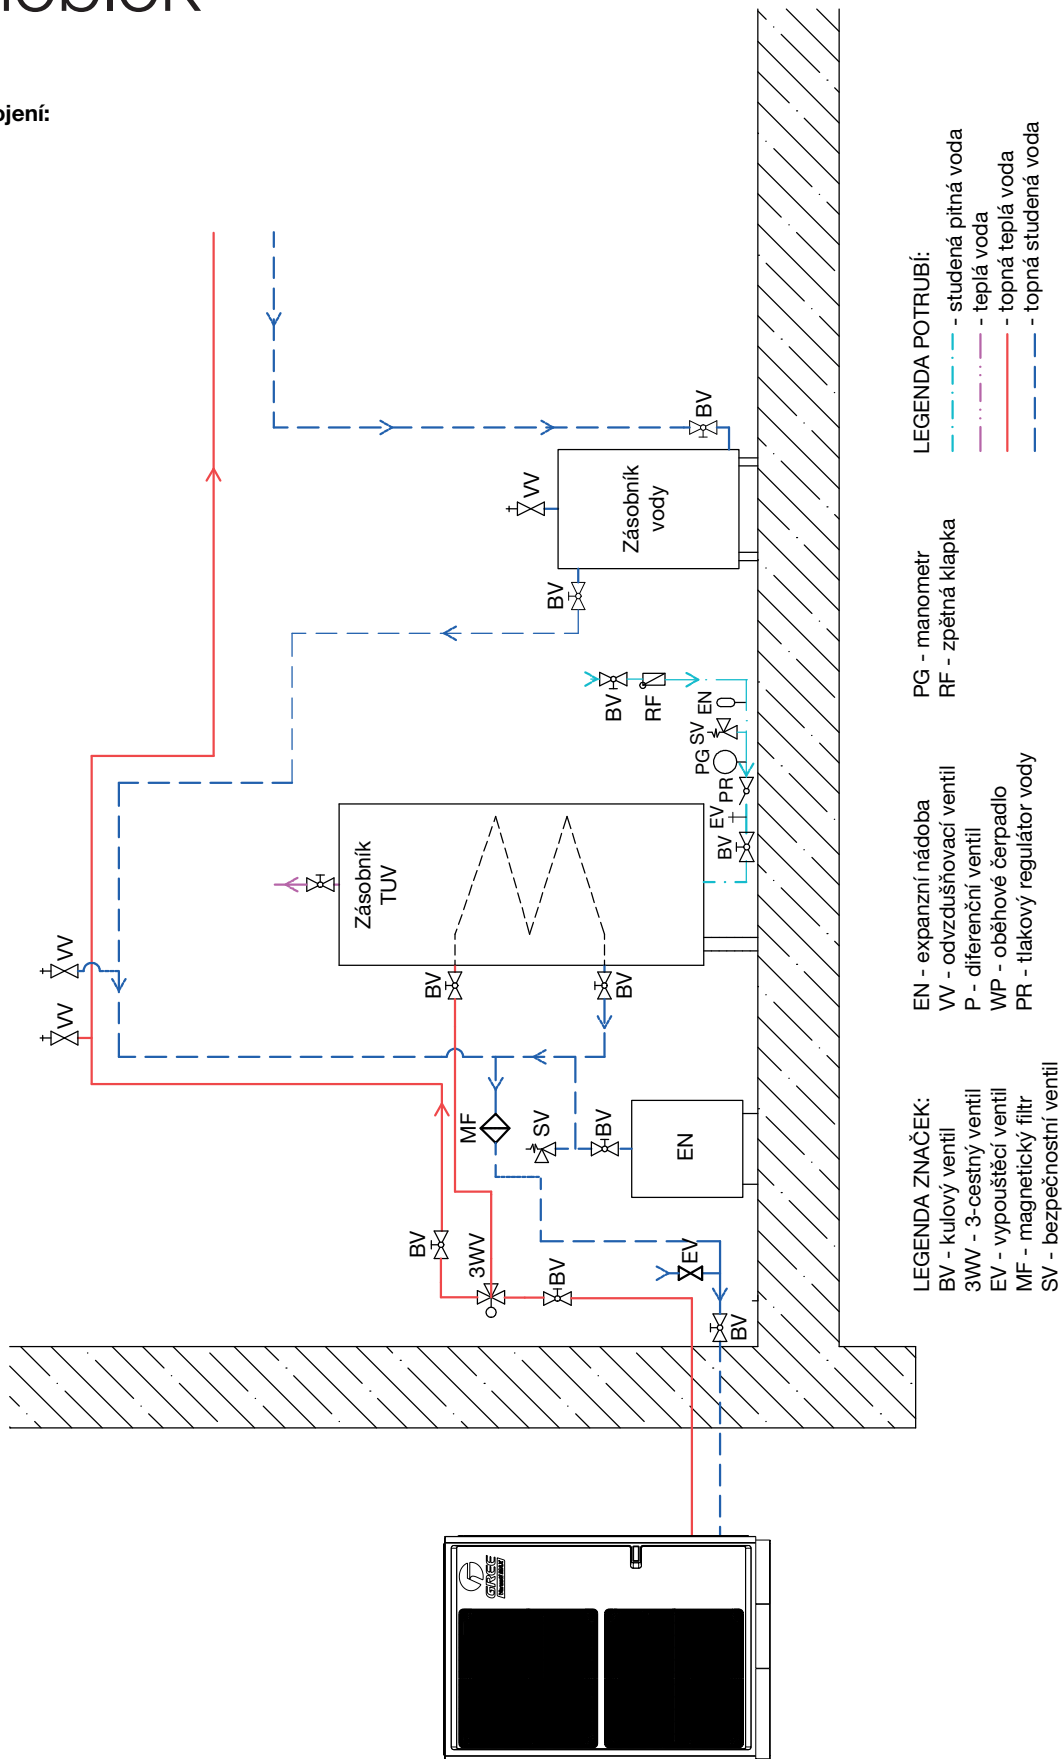 ojení:
VV
VV
BV
3WV
BV
MF
SV
BV
EN
EV
BV
BV
BV
Zásobník
TUV
BV
EV
PR
PG
SV
EN
BV
RF
BV
VV
Zásobník
vody
BV
GREE
LEGENDA ZNAČEK:
BV - kulový ventil
3WV - 3-cestný ventil
EV - vypouštěcí ventil
MF - magnetický filtr
SV - bezpečnostní ventil
EN - expanzní nádoba
VV - odvzdušňovací ventil
P - diferenční ventil
WP - oběhové čerpadlo
PR - tlakový regulátor vody
PG - manometr
RF - zpětná klapka
LEGENDA POTRUBÍ:
- studená pitná voda
- teplá voda
- topná teplá voda
- topná studená voda